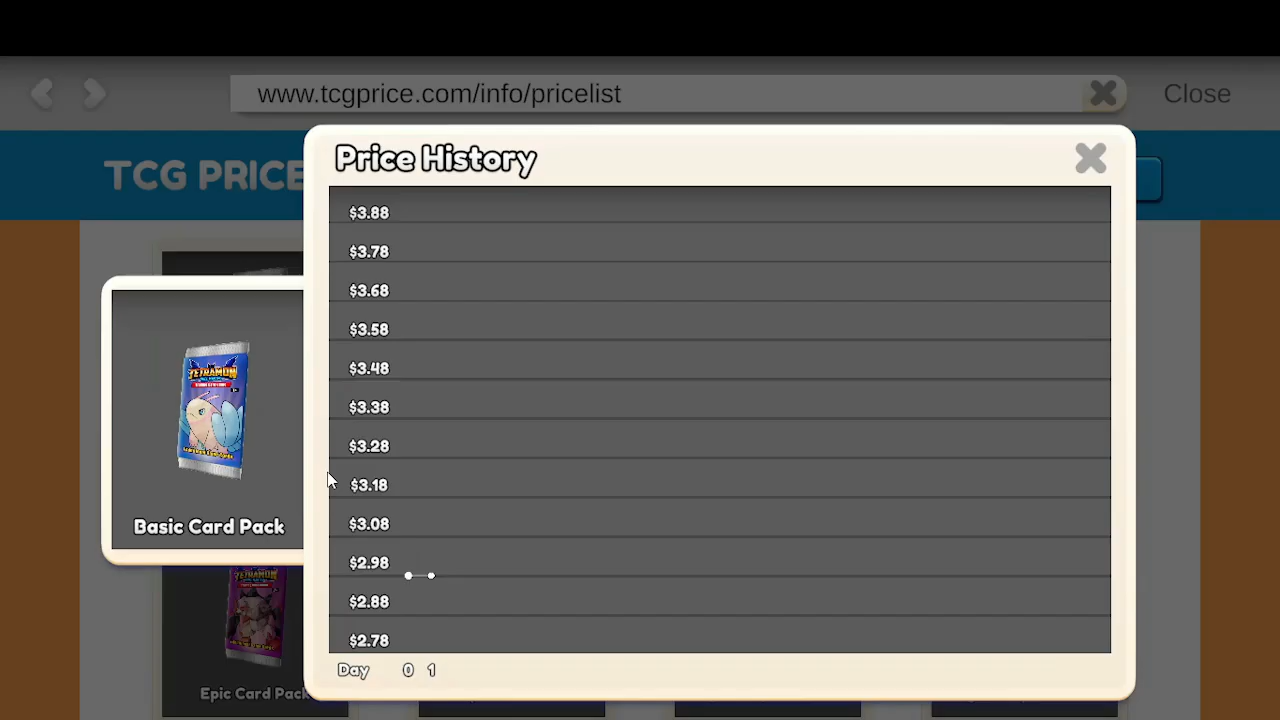 www.tcgprice.com/info/pricelist
Close
TCG PRICE
Price History
$3.88
$3.78
$3.68
$3.58
$3.48
$3.38
$3.28
$3.18
$3.08
$2.98
$2.88
$2.78
Day 0 1
TETRAMON
Basic Card Pack
TETRAMON
Epic Card Pack